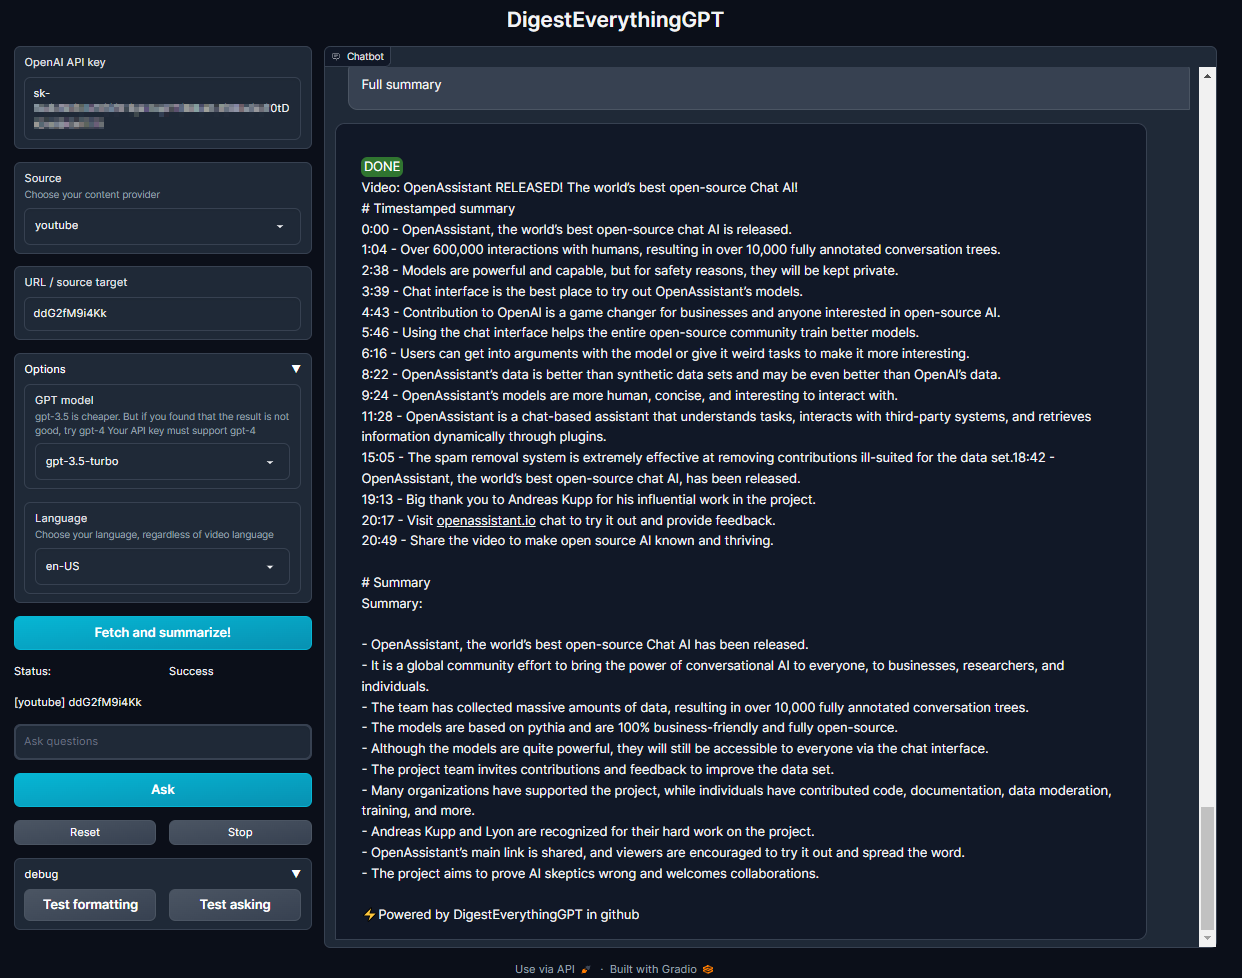 DigestEverythingGPT
OpenAI API key
sk-
0tD
Source
Choose your content provider
youtube
URL / source target
ddG2fM9i4Kk
Options
GPT model
gpt-3.5 is cheaper. But if you found that the result is not
good, try gpt-4 Your API key must support gpt-4
gpt-3.5-turbo
Language
Choose your language, regardless of video language
en-US
Fetch and summarize!
Status:
Success
[youtube] ddG2fM9i4Kk
Ask questions
Ask
Reset
Stop
debug
Test formatting
Test asking
Chatbot
Full summary
DONE
Video: OpenAssistant RELEASED! The world's best open-source Chat AI!
# Timestamped summary
0:00 - OpenAssistant, the world's best open-source chat AI is released.
1:04 - Over 600,000 interactions with humans, resulting in over 10,000 fully annotated conversation trees.
2:38 - Models are powerful and capable, but for safety reasons, they will be kept private.
3:39 - Chat interface is the best place to try out OpenAssistant's models.
4:43 - Contribution to OpenAI is a game changer for businesses and anyone interested in open-source AI.
5:46 - Using the chat interface helps the entire open-source community train better models.
6:16 - Users can get into arguments with the model or give it weird tasks to make it more interesting.
8:22 - OpenAssistant's data is better than synthetic data sets and may be even better than OpenAI's data.
9:24 - OpenAssistant's models are more human, concise, and interesting to interact with.
11:28 - OpenAssistant is a chat-based assistant that understands tasks, interacts with third-party systems, and retrieves
information dynamically through plugins.
15:05 - The spam removal system is extremely effective at removing contributions ill-suited for the data set.18:42 -
OpenAssistant, the world's best open-source chat AI, has been released.
19:13 - Big thank you to Andreas Kupp for his influential work in the project.
20:17 - Visit openassistant.io chat to try it out and provide feedback.
20:49 - Share the video to make open source AI known and thriving.
# Summary
Summary:
- OpenAssistant, the world's best open-source Chat AI has been released.
- It is a global community effort to bring the power of conversational AI to everyone, to businesses, researchers, and
individuals.
- The team has collected massive amounts of data, resulting in over 10,000 fully annotated conversation trees.
- The models are based on pythia and are 100% business-friendly and fully open-source.
- Although the models are quite powerful, they will still be accessible to everyone via the chat interface.
- The project team invites contributions and feedback to improve the data set.
- Many organizations have supported the project, while individuals have contributed code, documentation, data moderation,
training, and more.
- Andreas Kupp and Lyon are recognized for their hard work on the project.
- OpenAssistant's main link is shared, and viewers are encouraged to try it out and spread the word.
- The project aims to prove AI skeptics wrong and welcomes collaborations.
⚡Powered by DigestEverythingGPT in github
Use via API · Built with Gradio